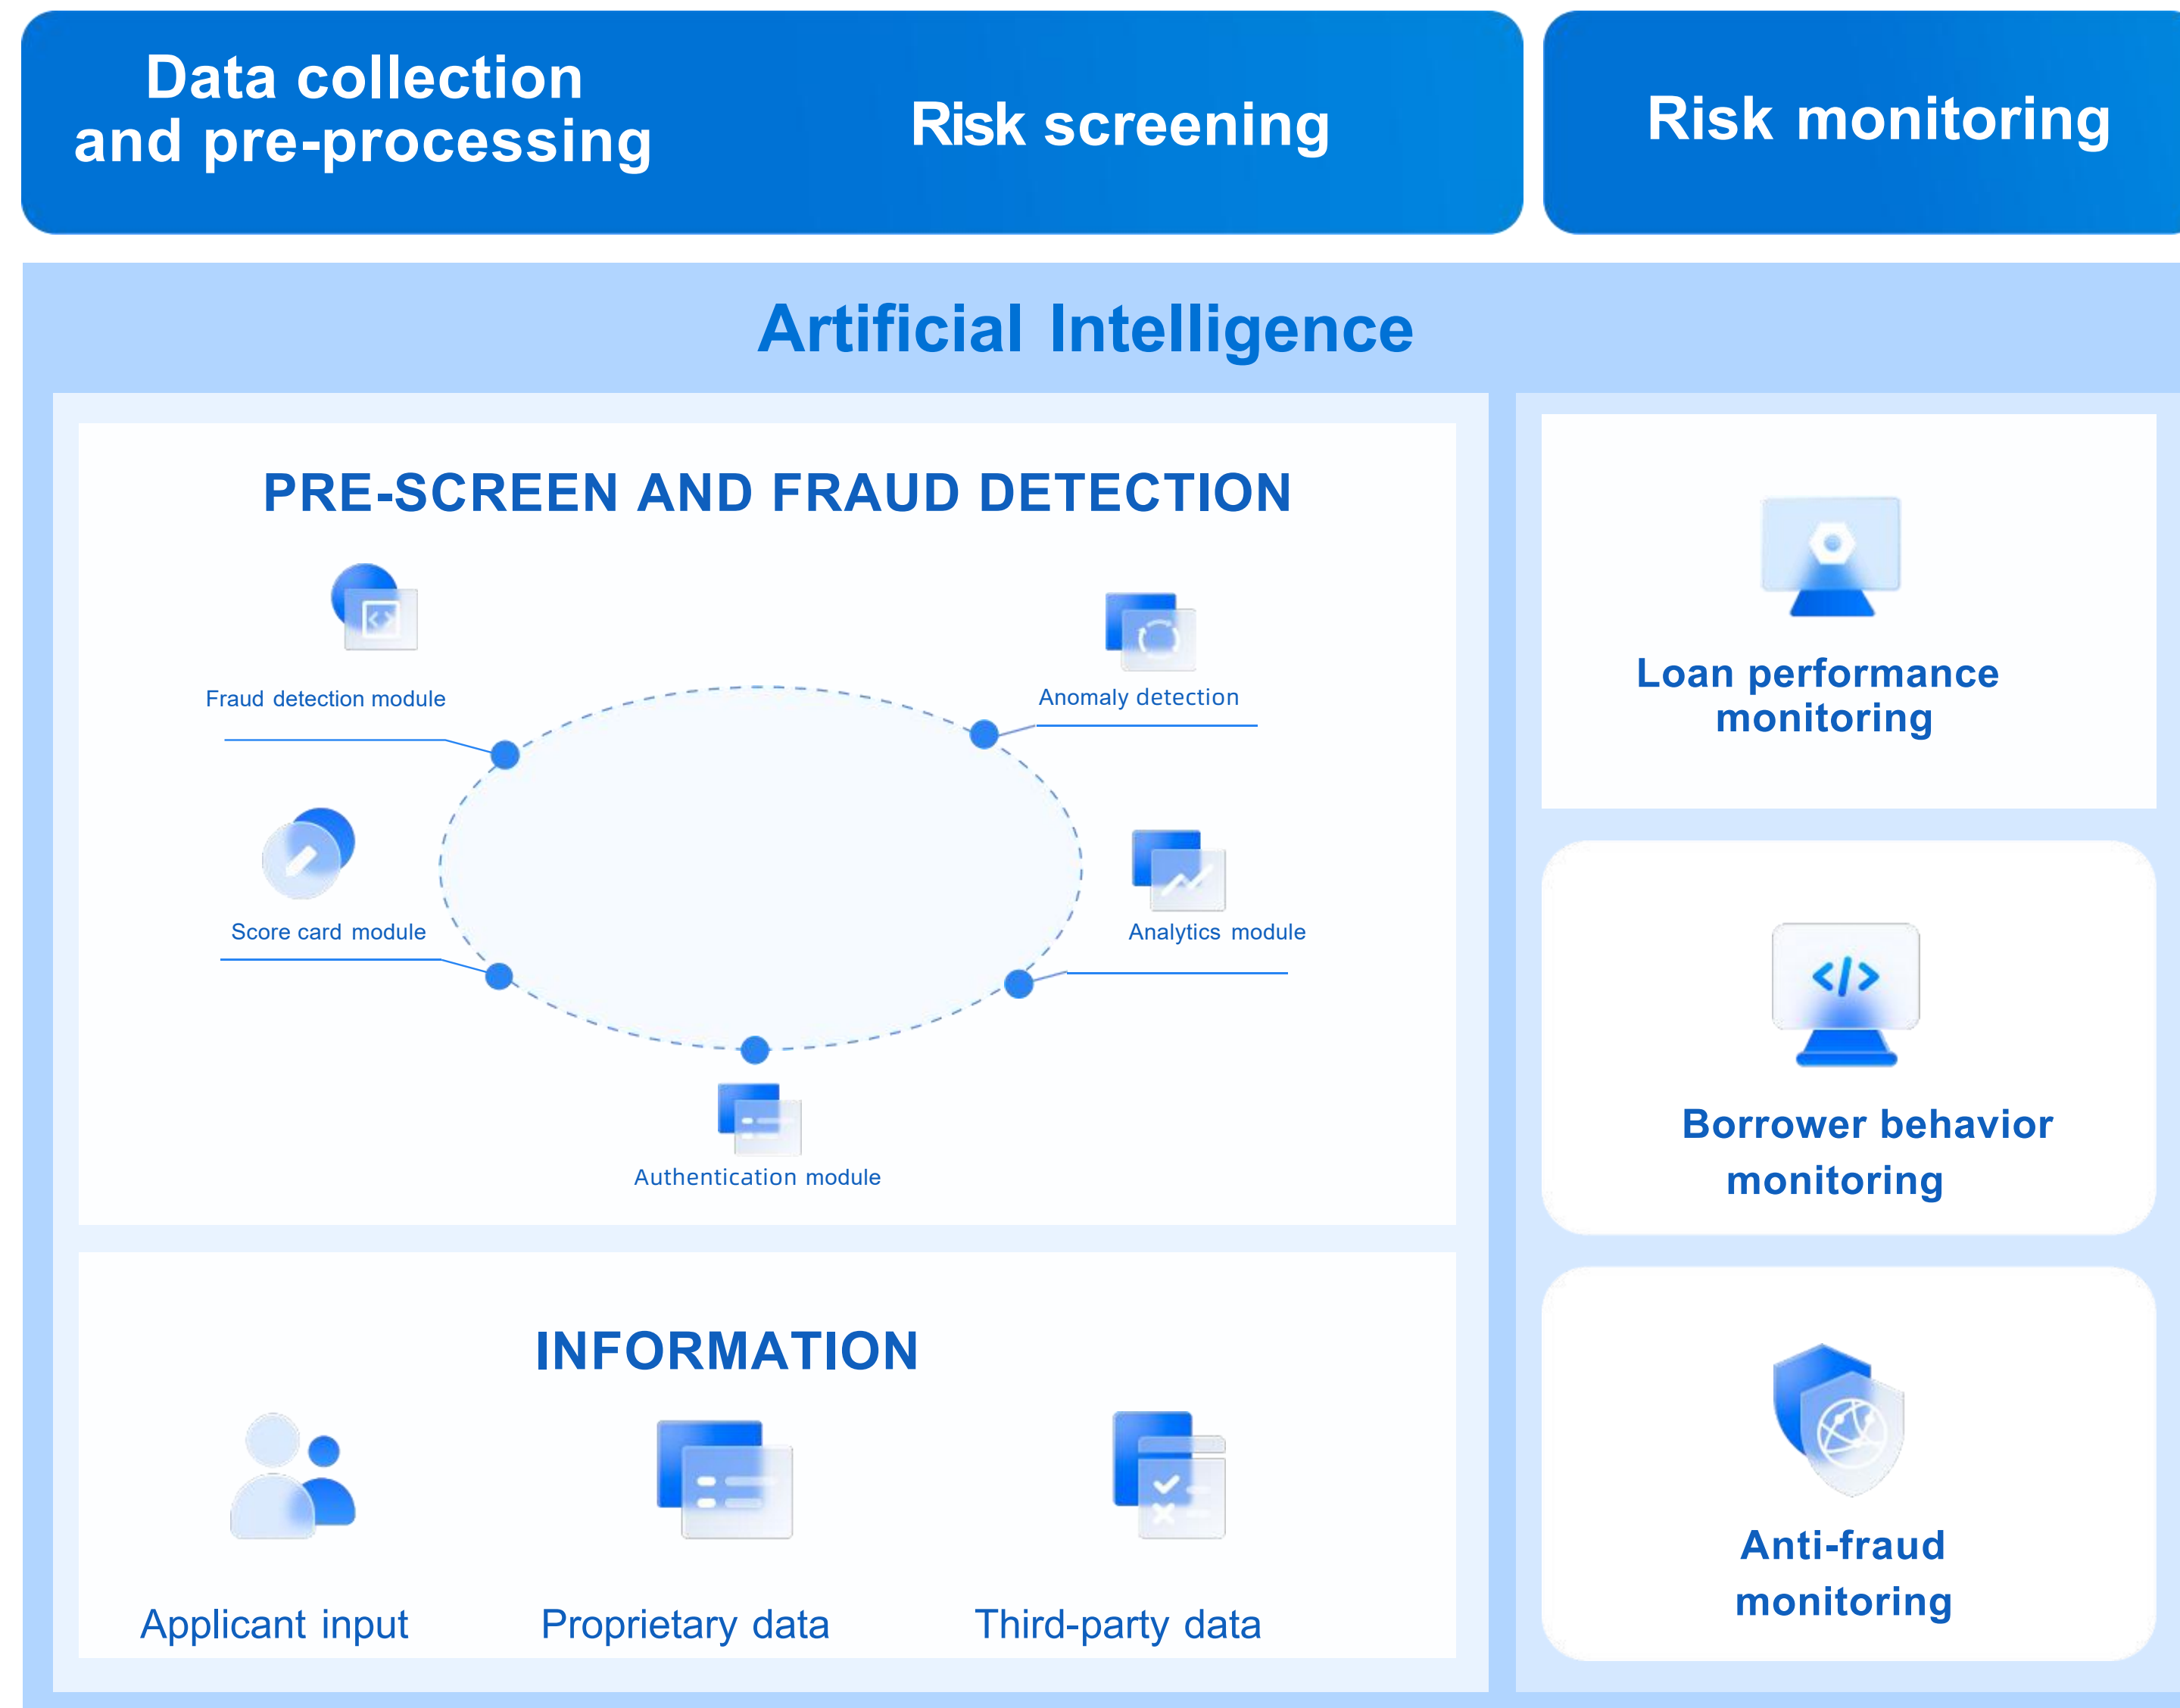 Data collection
and pre-processing
Risk screening
Risk monitoring
Artificial Intelligence
PRE-SCREEN AND FRAUD DETECTION
Fraud detection module
Anomaly detection
Score card module
Analytics module
Authentication module
INFORMATION
Applicant input
Proprietary data
Third-party data
Loan performance
monitoring
Borrower behavior
monitoring
Anti-fraud
monitoring